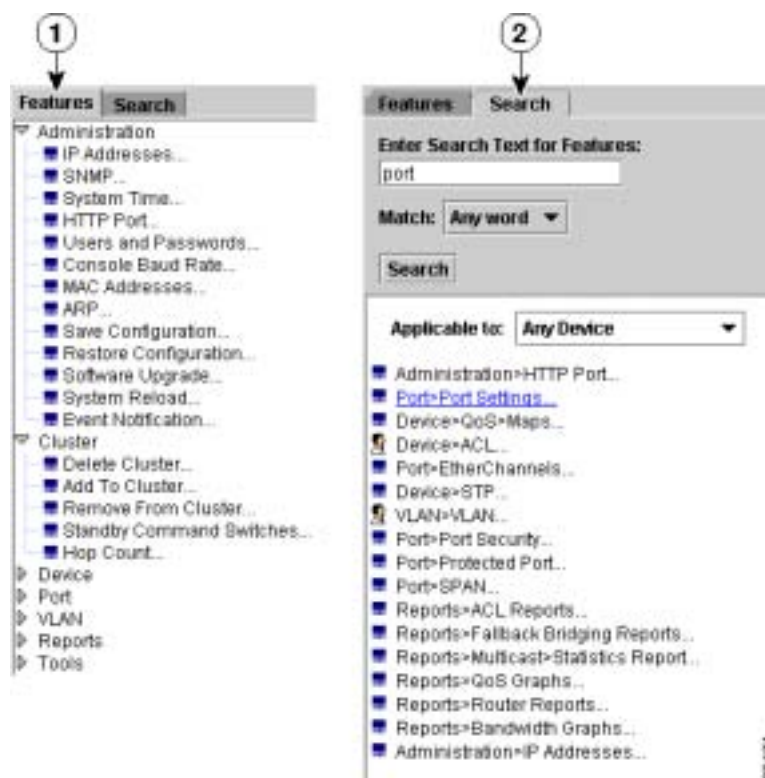 1
Features Search
Administration
IP Addresses...
SNMP...
System Time...
HTTP Port...
Users and Passwords...
Console Baud Rate...
MAC Addresses...
ARP...
Save Configuration...
Restore Configuration...
Software Upgrade...
System Reload...
Event Notification...
Cluster
Delete Cluster...
Add To Cluster...
Remove From Cluster...
Standby Command Switches...
Hop Count...
Device
Port
VLAN
Reports
Tools
2
Features Search
Enter Search Text for Features:
port
Match: Any word
Search
Applicable to: Any Device
Administration>HTTP Port...
Port>Port Settings...
Device>QoS>Maps...
Device>ACL...
Port>EtherChannels...
Device>STP...
VLAN>VLAN...
Port>Port Security...
Port>Protected Port...
Port>SPAN...
Reports>ACL Reports...
Reports>Fallback Bridging Reports...
Reports>Multicast>Statistics Report...
Reports>QoS Graphs...
Reports>Router Reports...
Reports>Bandwidth Graphs...
Administration>IP Addresses...